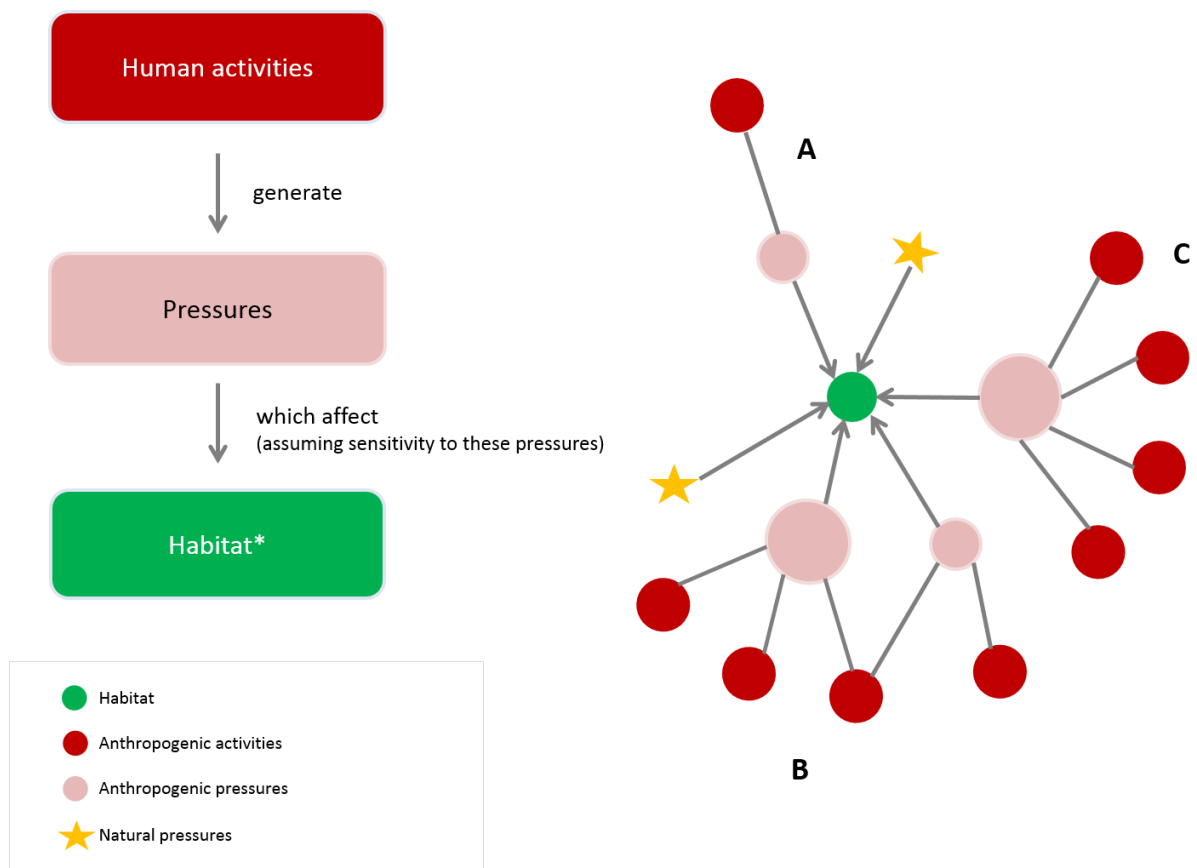 Human activities
generate
Pressures
which affect
(assuming sensitivity to these pressures)
Habitat*
Habitat
Anthropogenic activities
Anthropogenic pressures
Natural pressures
A
C
B